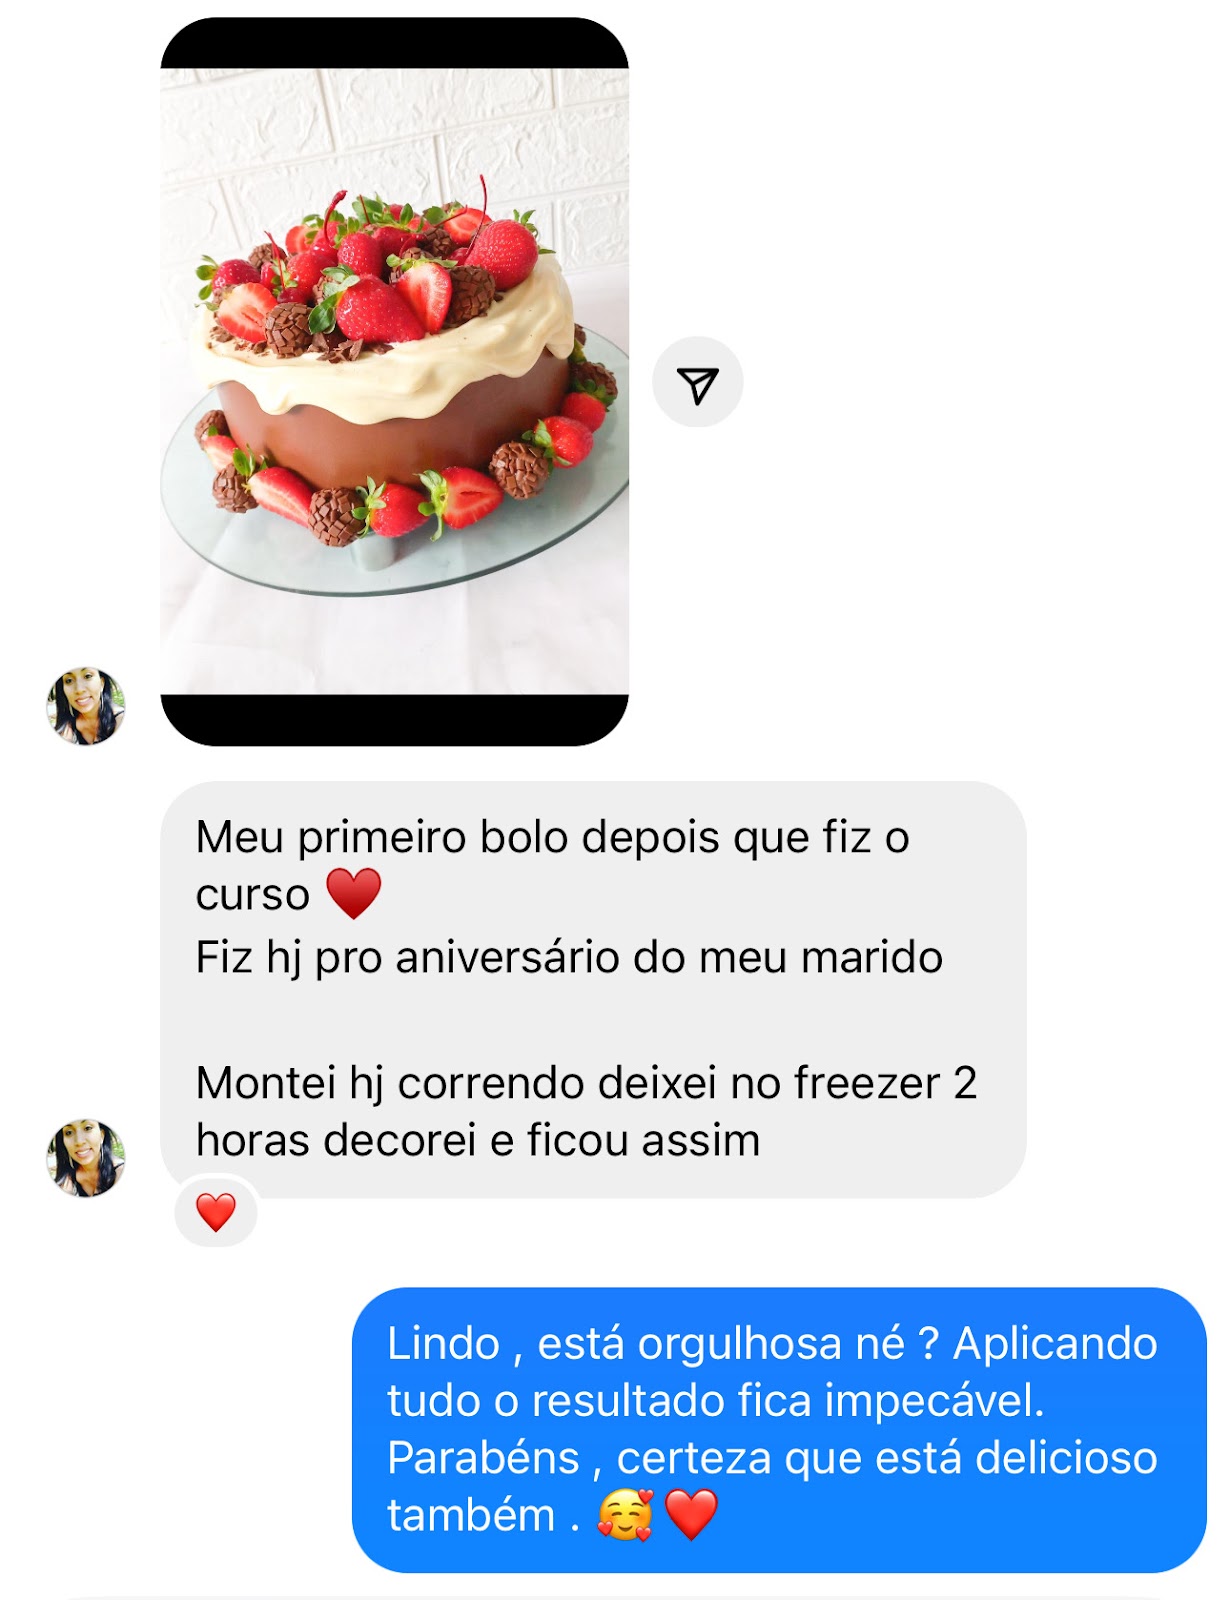 Meu primeiro bolo depois que fiz o
curso ♥️
Fiz hj pro aniversário do meu marido
Montei hj correndo deixei no freezer 2
horas decorei e ficou assim
❤️
Lindo , está orgulhosa né ? Aplicando
tudo o resultado fica impecável.
Parabéns , certeza que está delicioso
também . 🥰❤️